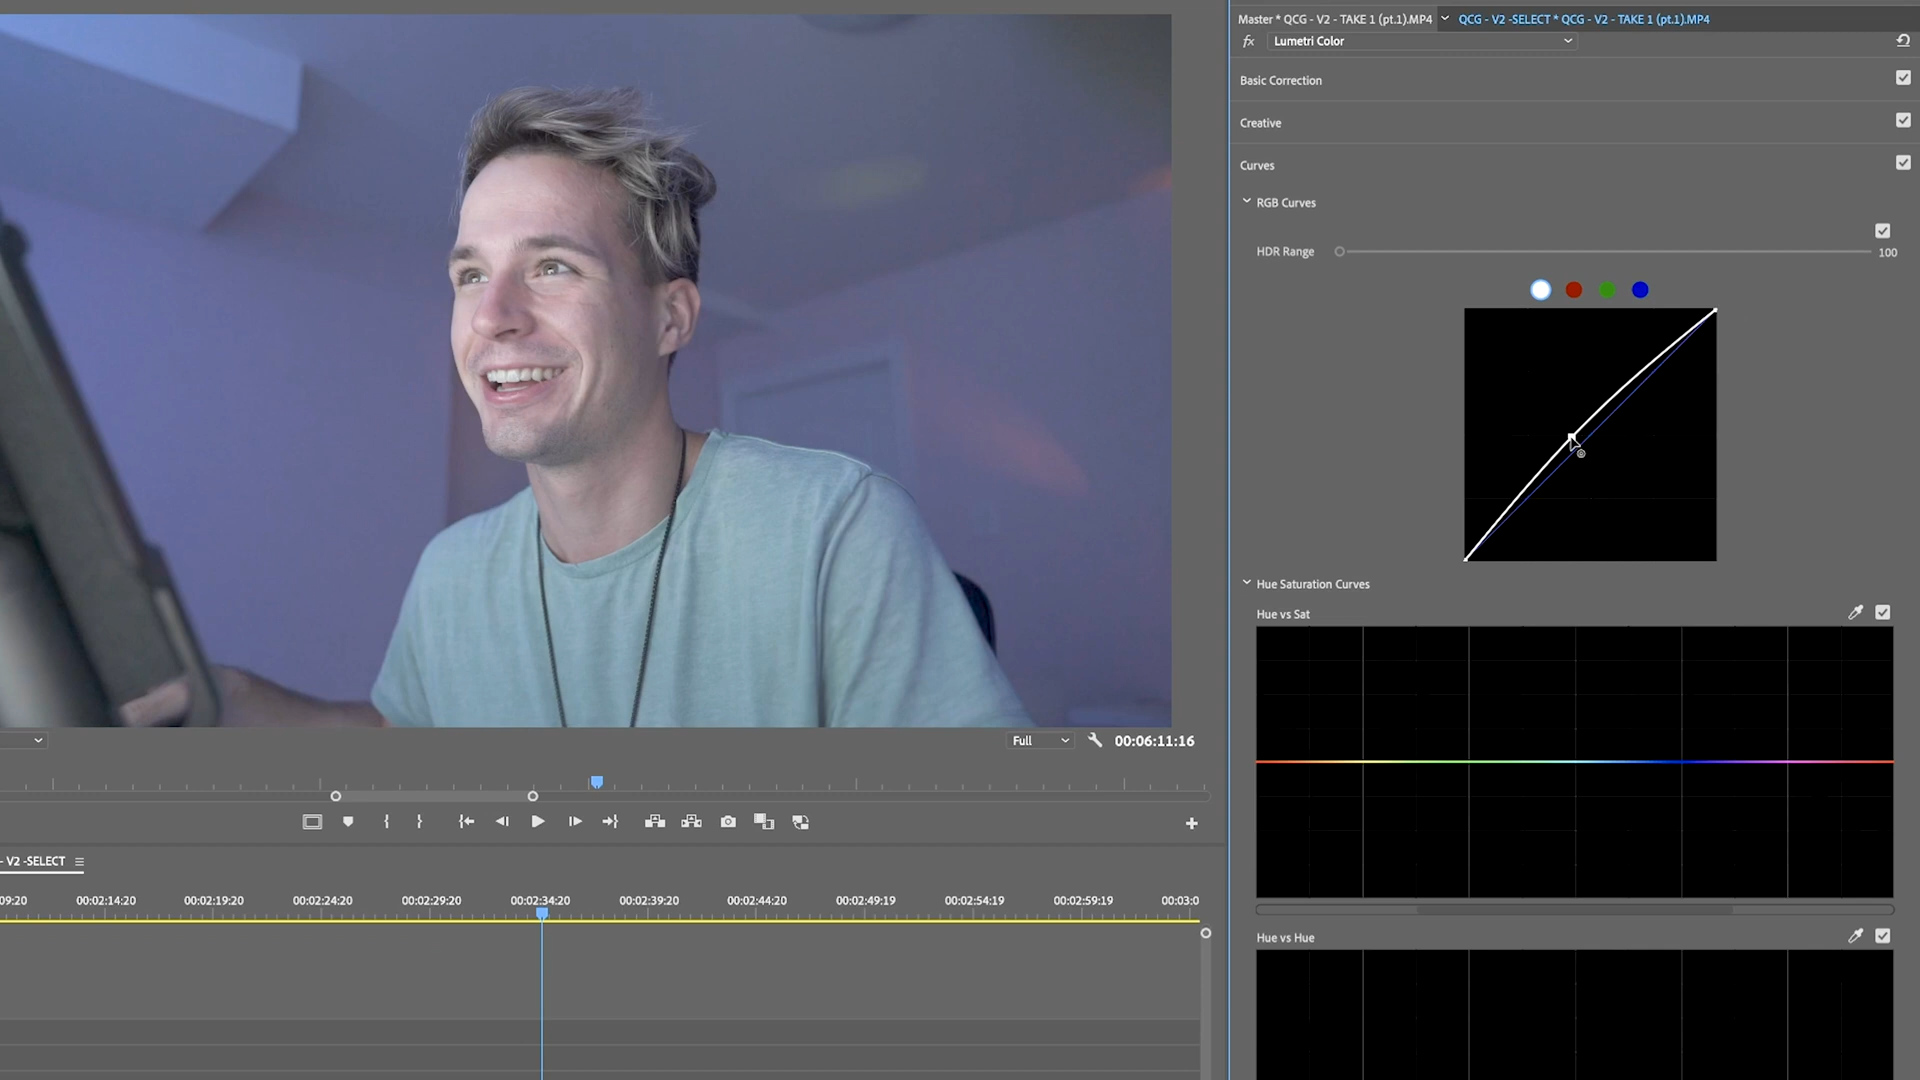 Master * QCG - V2 - TAKE 1 (pt.1).MP4
QCG - V2 -SELECT * QCG - V2 - TAKE 1 (pt.1).MP4
fx Lumetri Color
Basic Correction
Creative
Curves
RGB Curves
HDR Range 100
Hue Saturation Curves
Hue vs Sat
Hue vs Hue
Full 00:06:11:16
- V2 -SELECT
09:20 00:02:14:20 00:02:19:20 00:02:24:20 00:02:29:20 00:02:34:20 00:02:39:20 00:02:44:20 00:02:49:19 00:02:54:19 00:02:59:19 00:03:0